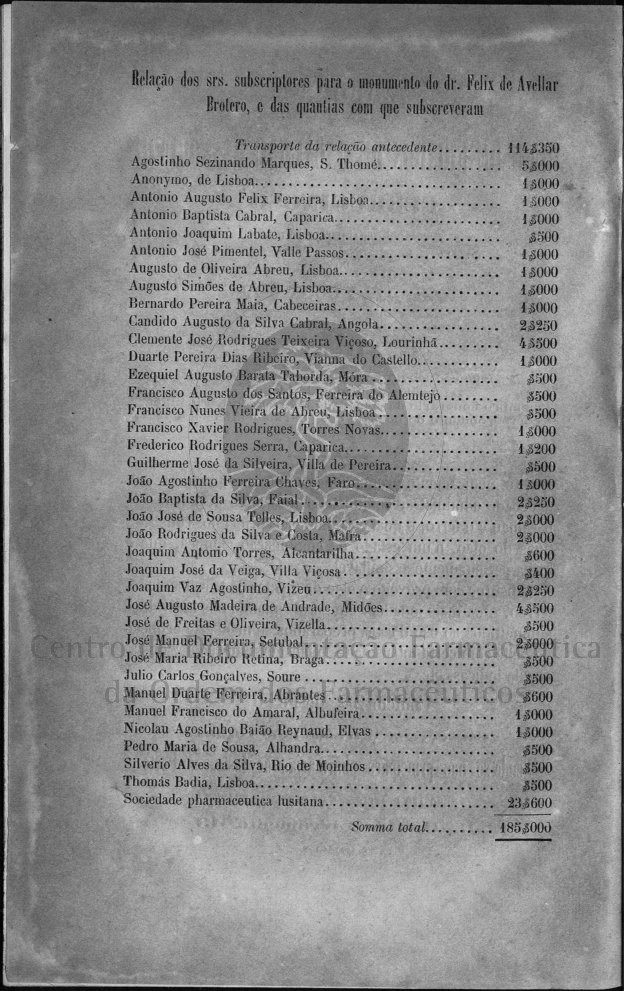 Relação dos srs. subscriptores para o monumento do dr. Felix de Avellar
Brotero, e das quantias com que subscreveram
Transporte da relação antecedente......... 114$350
Agostinho Sezinando Marques, S. Thomé.................. 5$000
Anonymo, de Lisboa..................................... 1$000
Antonio Augusto Felix Ferreira, Lisboa.................... 1$000
Antonio Baptista Cabral, Caparica......................... 1$000
Antonio Joaquim Labate, Lisboa.......................... $500
Antonio José Pimentel, Valle Passos....................... 1$000
Augusto de Oliveira Abreu, Lisboa........................ 1$000
Augusto Simões de Abreu, Lisboa......................... 1$000
Bernardo Pereira Maia, Cabeceiras........................ 1$000
Candido Augusto da Silva Cabral, Angola.................. 2$250
Clemente José Rodrigues Teixeira Viçoso, Lourinhã......... 4$500
Duarte Pereira Dias Ribeiro, Vianna do Castello............ 1$000
Ezequiel Augusto Barata Taborda, Móra ................... $500
Francisco Augusto dos Santos, Ferreira do Alemtejo ........ $500
Francisco Nunes Vieira de Abreu, Lisboa .................. $500
Francisco Xavier Rodrigues, Torres Novas.................. 1$000
Frederico Rodrigues Serra, Caparica....................... 1$200
Guilherme José da Silveira, Villa de Pereira................ $500
João Agostinho Ferreira Chaves, Faro...................... 1$000
João Baptista da Silva, Faial.............................. 2$250
João José de Sousa Telles, Lisboa......................... 2$000
João Rodrigues da Silva e Costa, Mafra.................... 2$000
Joaquim Antonio Torres, Alcantarilha..................... $600
Joaquim José da Veiga, Villa Viçosa....................... $400
Joaquim Vaz Agostinho, Vizeu............................ 2$250
José Augusto Madeira de Andrade, Midões................. 4$500
José de Freitas e Oliveira, Vizella......................... $500
José Manuel Ferreira, Setubal............................. 2$000
José Maria Ribeiro Retina, Braga......................... $500
Julio Carlos Gonçalves, Soure ............................ $500
Manuel Duarte Ferreira, Abrantes ......................... $600
Manuel Francisco do Amaral, Albufeira.................... 1$000
Nicolau Agostinho Baião Reynaud, Elvas .................. 1$000
Pedro Maria de Sousa, Alhandra.......................... $500
Silverio Alves da Silva, Rio de Moinhos ................... $500
Thomás Badia, Lisboa.................................... $500
Sociedade pharmaceutica lusitana......................... 23$600
Somma total.......... 185$000
Centro de Documentação Farmacêutica
da Ordem dos Farmacêuticos